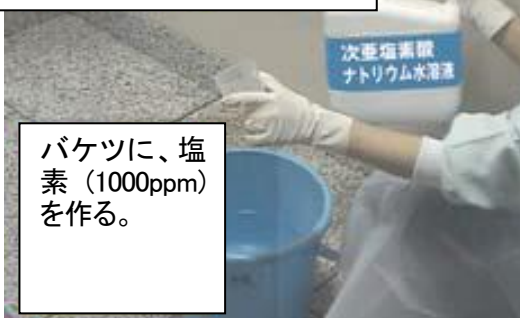 次亜塩素酸
ナトリウム水溶液
バケツに、塩
素（1000ppm）
を作る。